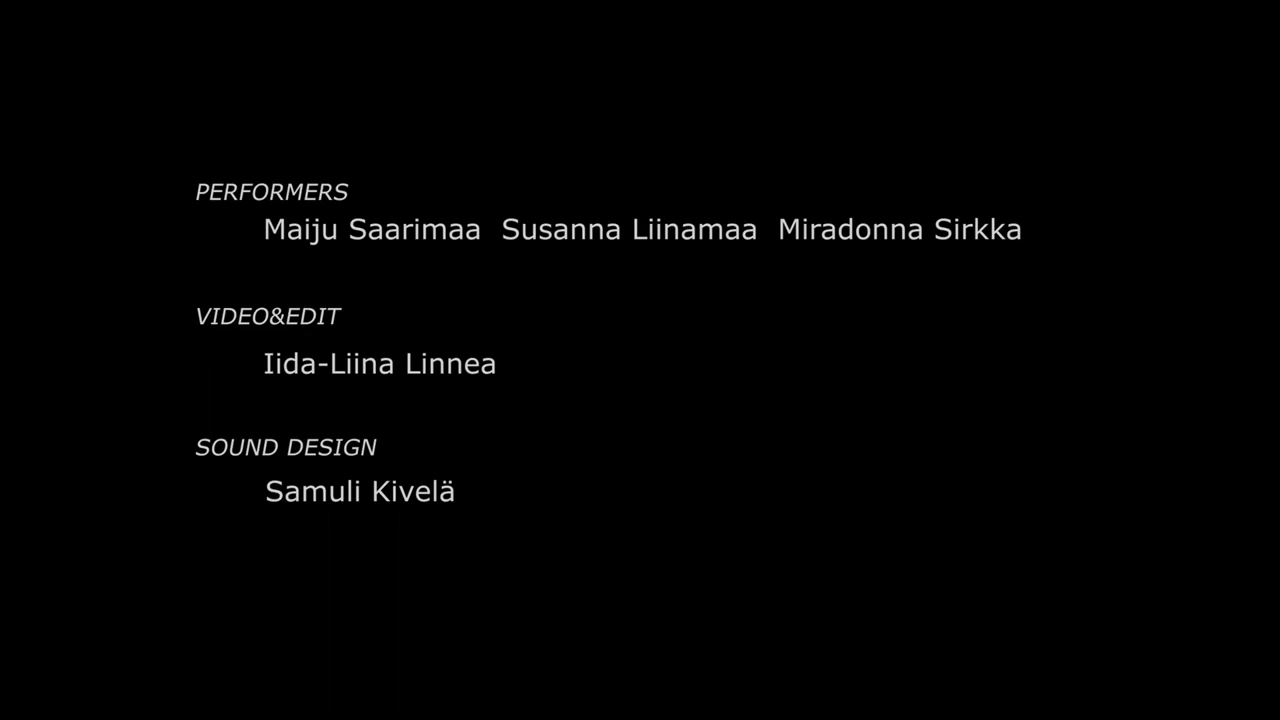 PERFORMERS
Maiju Saarimaa Susanna Liinamaa Miradonna Sirkka
VIDEO&EDIT
Iida-Liina Linnea
SOUND DESIGN
Samuli Kivelä